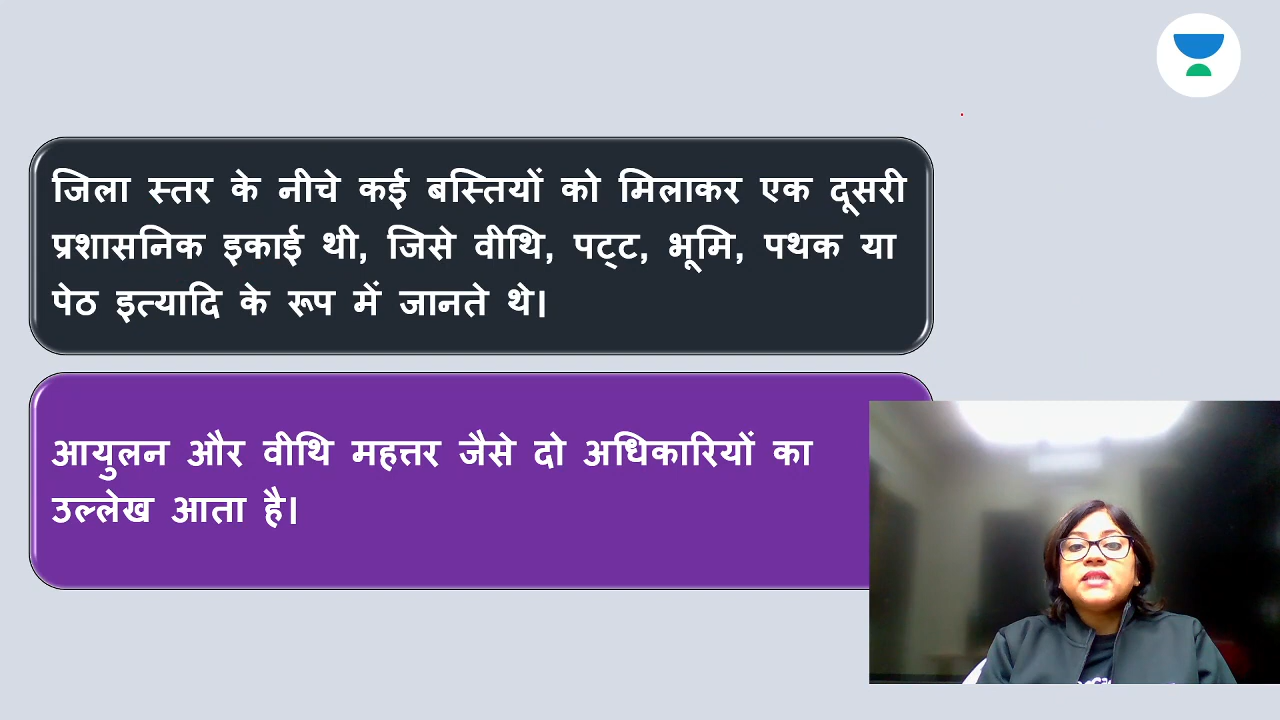 जिला स्तर के नीचे कई बस्तियों को मिलाकर एक दूसरी
प्रशासनिक इकाई थी, जिसे वीथि, पट्ट, भूमि, पथक या
पेठ इत्यादि के रूप में जानते थे।
आयुलन और वीथि महत्तर जैसे दो अधिकारियों का
उल्लेख आता है।